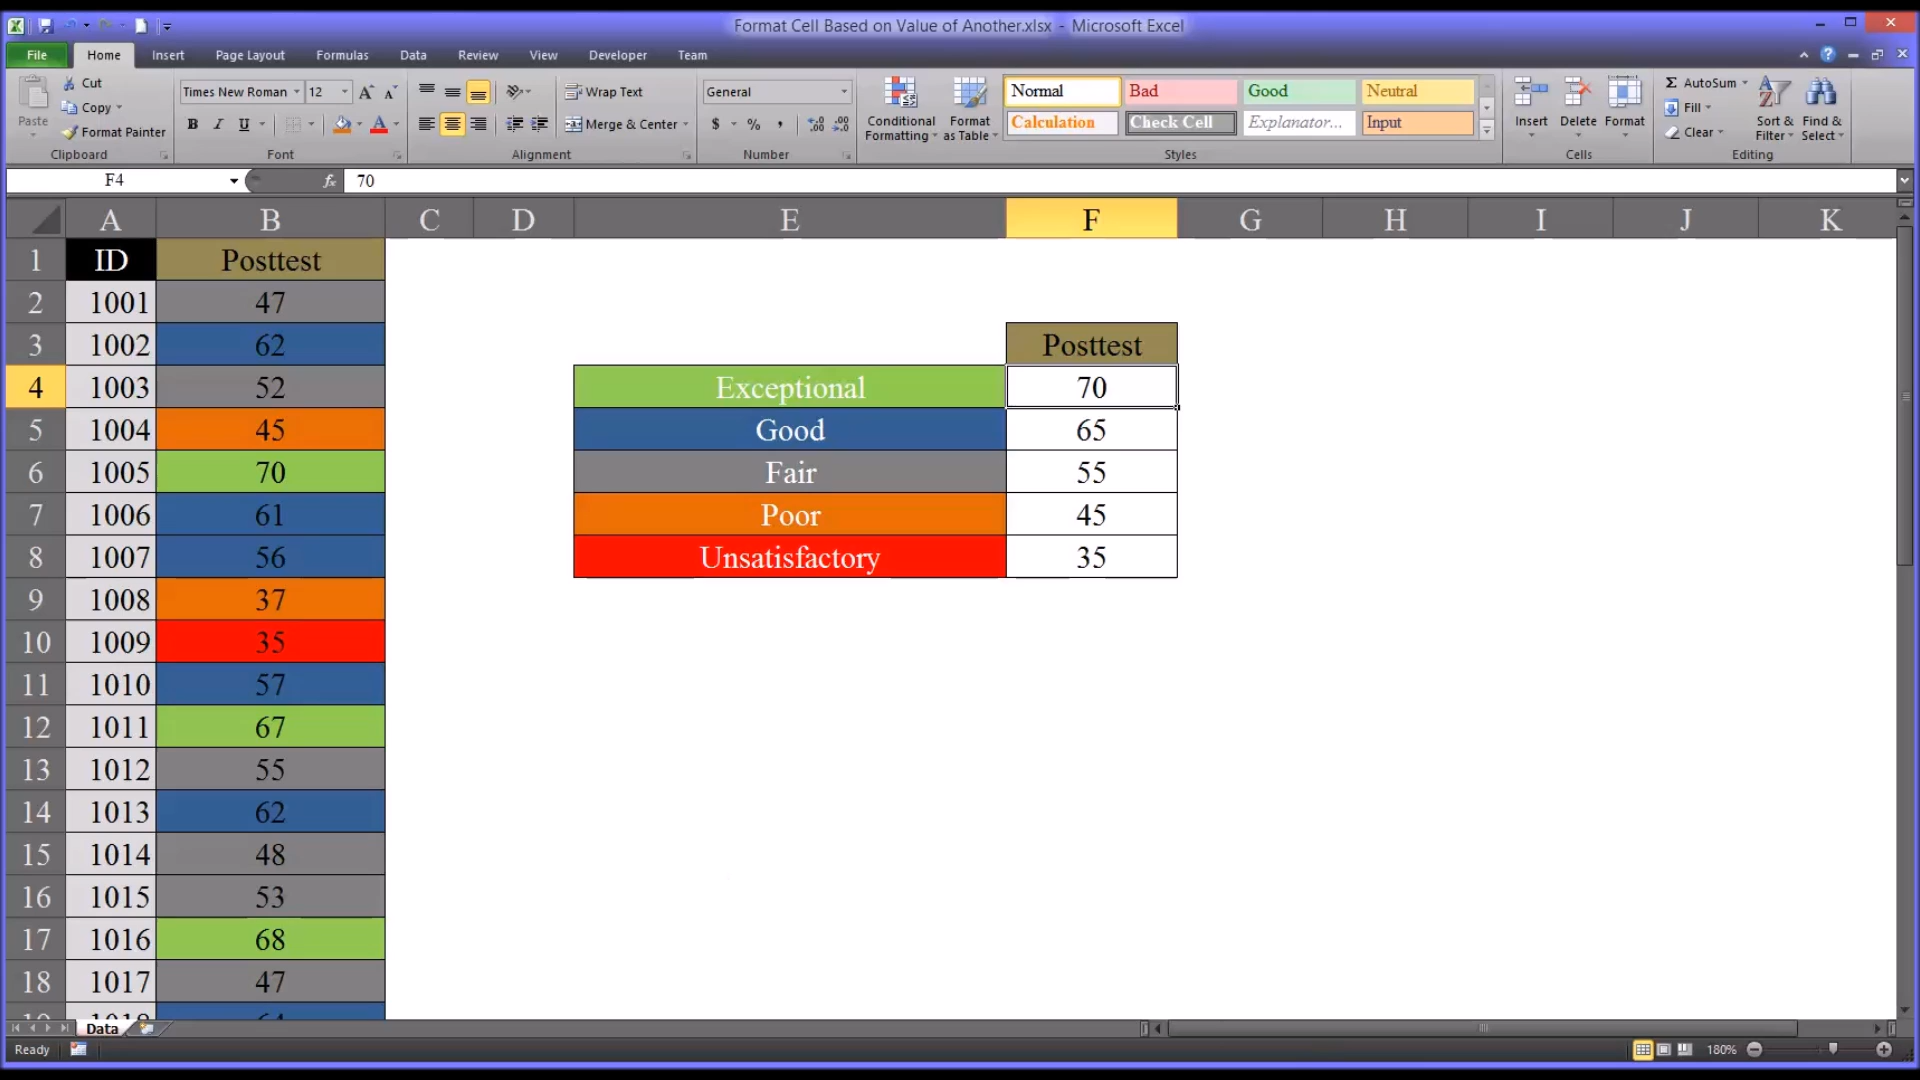 Format Cell Based on Value of Another.xlsx - Microsoft Excel
File Home Insert Page Layout Formulas Data Review View Developer Team
Paste
Cut
Copy
Format Painter
Clipboard
Times New Roman 12
B I U
Font
Wrap Text
Merge & Center
Alignment
General
$ % ,
Number
Conditional Formatting
Format as Table
Normal Bad Good Neutral
Calculation Check Cell Explanator... Input
Styles
Insert Delete Format
Cells
AutoSum
Fill
Clear
Sort & Filter
Find & Select
Editing
F4 fx 70
A B C D E F G H I J K
1 ID Posttest
2 1001 47
3 1002 62 Posttest
4 1003 52 Exceptional 70
5 1004 45 Good 65
6 1005 70 Fair 55
7 1006 61 Poor 45
8 1007 56 Unsatisfactory 35
9 1008 37
10 1009 35
11 1010 57
12 1011 67
13 1012 55
14 1013 62
15 1014 48
16 1015 53
17 1016 68
18 1017 47
Data
Ready 180%